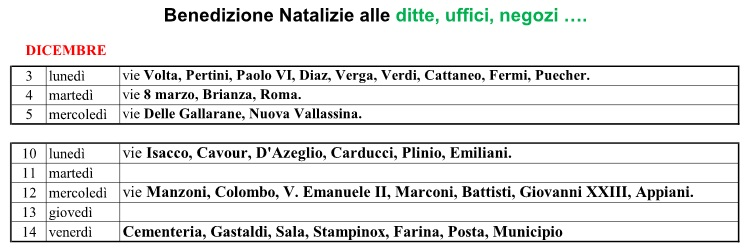 Benedizione Natalizie alle ditte, uffici, negozi ….
DICEMBRE
3 lunedì vie Volta, Pertini, Paolo VI, Diaz, Verga, Verdi, Cattaneo, Fermi, Puecher.
4 martedì vie 8 marzo, Brianza, Roma.
5 mercoledì vie Delle Gallarane, Nuova Vallassina.
10 lunedì vie Isacco, Cavour, D'Azeglio, Carducci, Plinio, Emiliani.
11 martedì
12 mercoledì vie Manzoni, Colombo, V. Emanuele II, Marconi, Battisti, Giovanni XXIII, Appiani.
13 giovedì
14 venerdì Cementeria, Gastaldi, Sala, Stampinox, Farina, Posta, Municipio